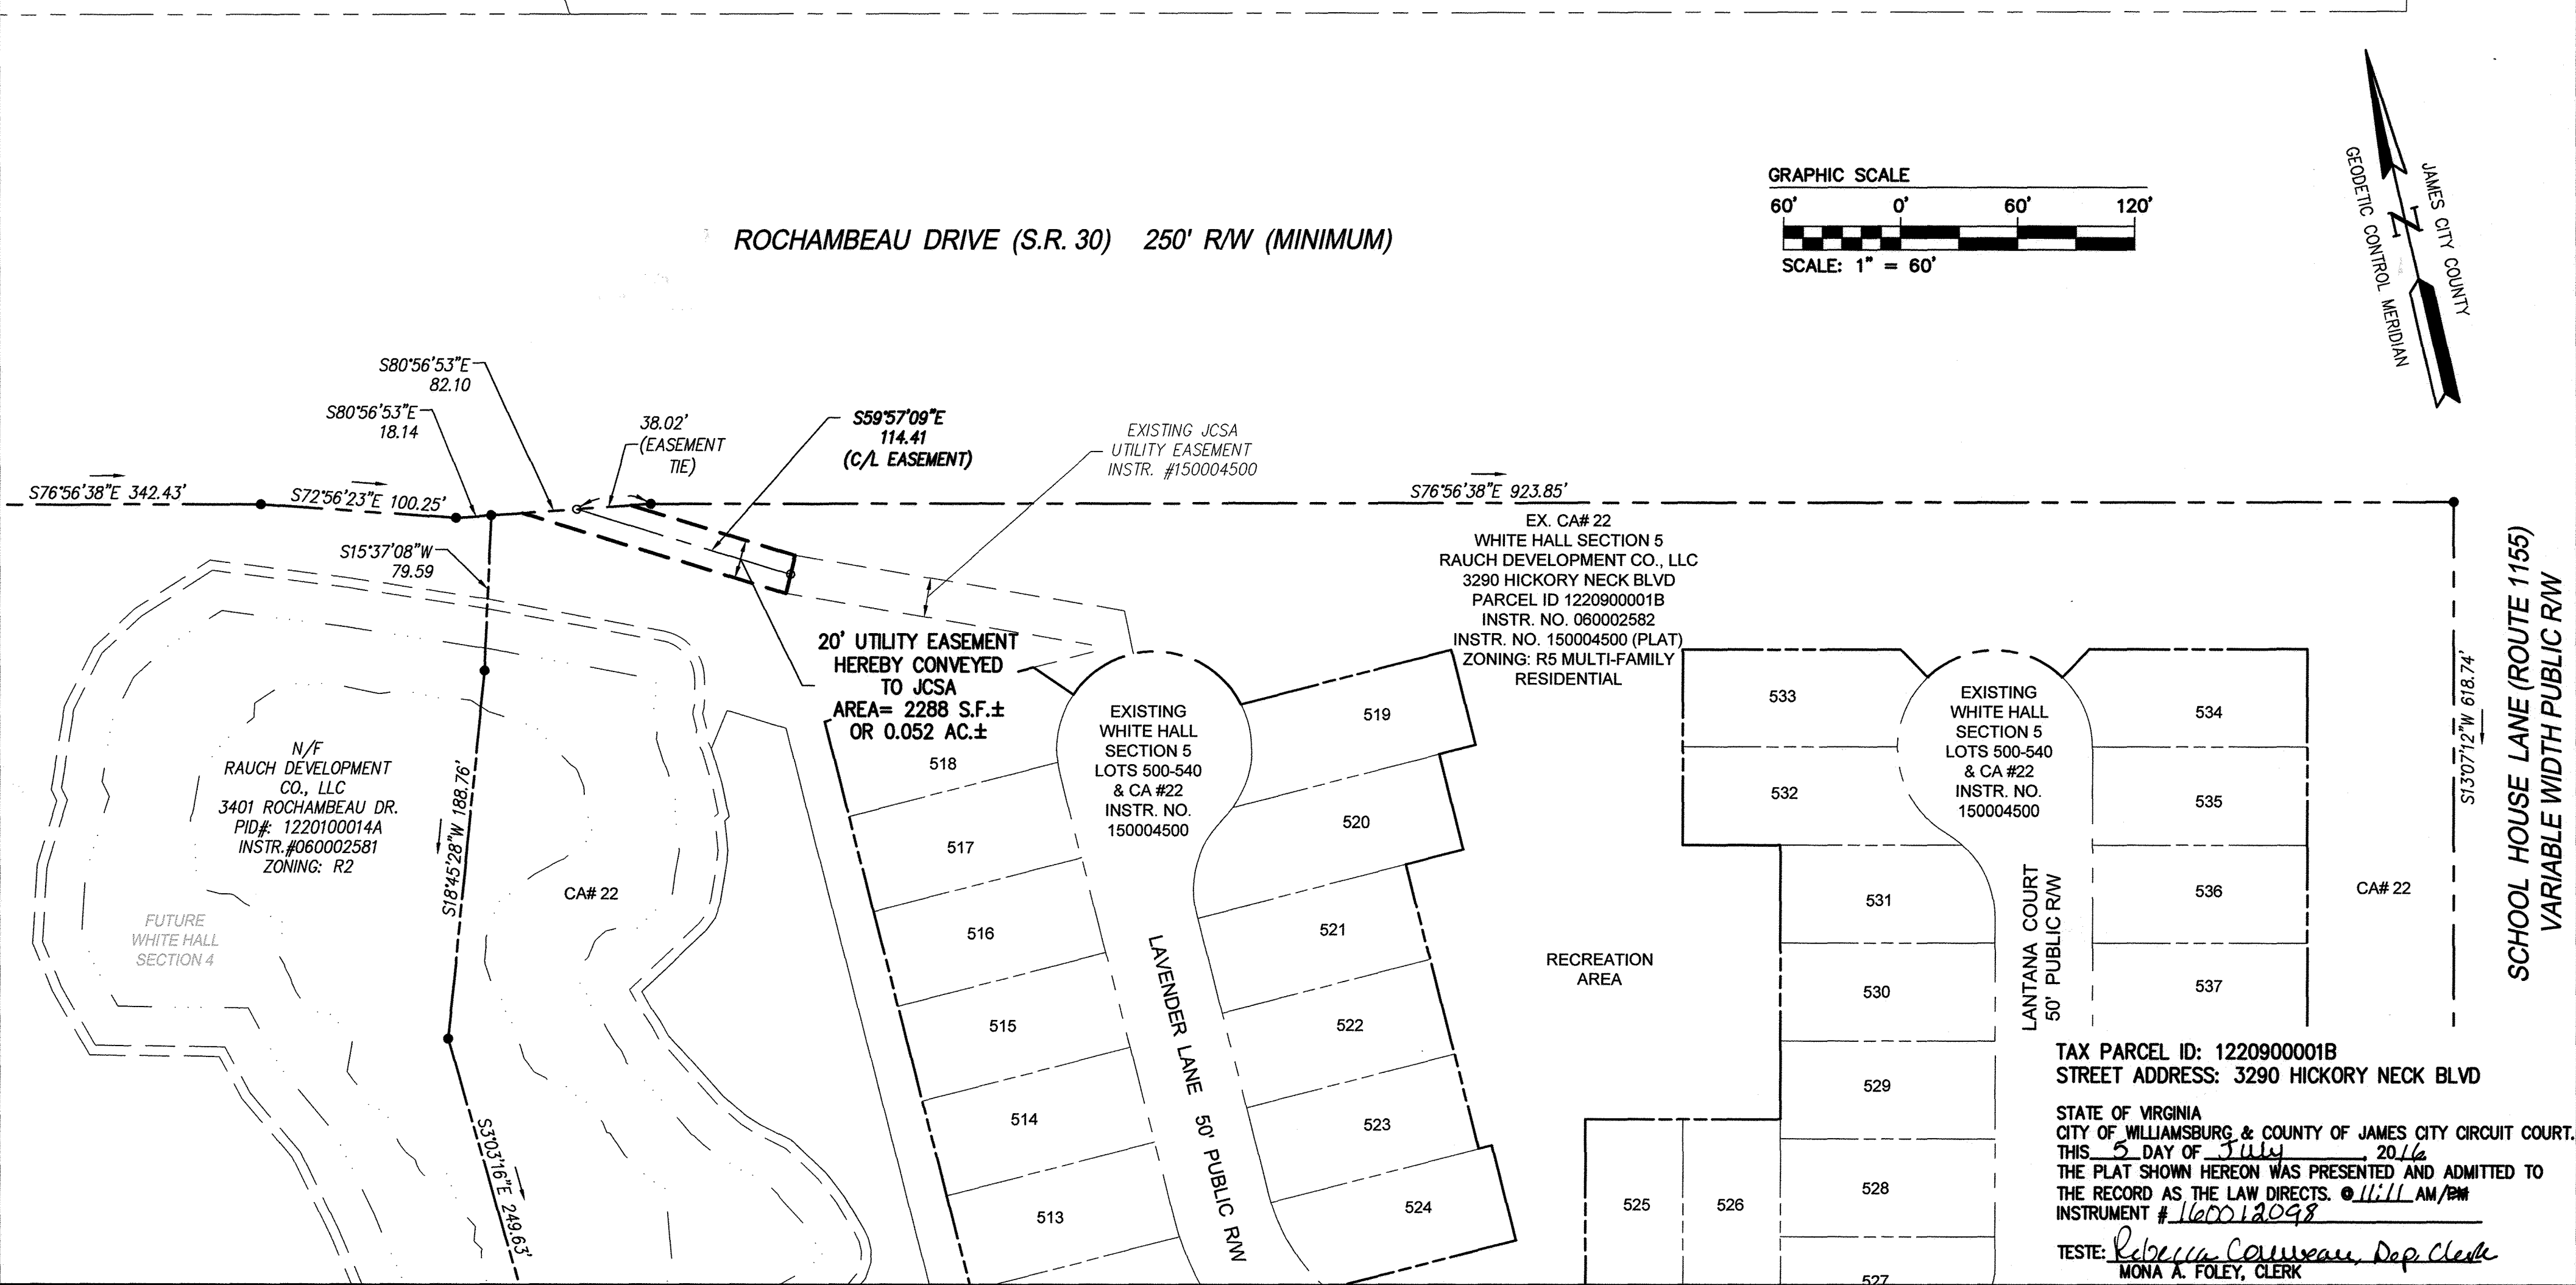 GRAPHIC SCALE
60' 0' 60' 120'
SCALE: 1" = 60'
JAMES CITY COUNTY
GEODETIC CONTROL MERIDIAN
N
ROCHAMBEAU DRIVE (S.R. 30) 250' R/W (MINIMUM)
S80°56'53"E
82.10
S80°56'53"E
18.14
38.02'
(EASEMENT
TIE)
S59°57'09"E
114.41
(C/L EASEMENT)
EXISTING JCSA
UTILITY EASEMENT
INSTR. #150004500
S76°56'38"E 342.43'
S72°56'23"E 100.25'
S76°56'38"E 923.85'
S15°37'08"W
79.59
EX. CA# 22
WHITE HALL SECTION 5
RAUCH DEVELOPMENT CO., LLC
3290 HICKORY NECK BLVD
PARCEL ID 1220900001B
INSTR. NO. 060002582
INSTR. NO. 150004500 (PLAT)
ZONING: R5 MULTI-FAMILY
RESIDENTIAL
20' UTILITY EASEMENT
HEREBY CONVEYED
TO JCSA
AREA= 2288 S.F.±
OR 0.052 AC.±
N/F
RAUCH DEVELOPMENT
CO., LLC
3401 ROCHAMBEAU DR.
PID#: 1220100014A
INSTR.#060002581
ZONING: R2
FUTURE
WHITE HALL
SECTION 4
S18°45'28"W 188.76'
S3°03'16"E 249.63'
CA# 22
518
517
516
515
514
513
EXISTING
WHITE HALL
SECTION 5
LOTS 500-540
& CA #22
INSTR. NO.
150004500
LAVENDER LANE 50' PUBLIC R/W
519
520
521
522
523
524
RECREATION
AREA
525
526
533
532
531
530
529
528
527
EXISTING
WHITE HALL
SECTION 5
LOTS 500-540
& CA #22
INSTR. NO.
150004500
LANTANA COURT
50' PUBLIC R/W
534
535
536
537
CA# 22
S13°07'12"W 618.74'
SCHOOL HOUSE LANE (ROUTE 1155)
VARIABLE WIDTH PUBLIC R/W
TAX PARCEL ID: 1220900001B
STREET ADDRESS: 3290 HICKORY NECK BLVD
STATE OF VIRGINIA
CITY OF WILLIAMSBURG & COUNTY OF JAMES CITY CIRCUIT COURT.
THIS 5 DAY OF July, 2016
THE PLAT SHOWN HEREON WAS PRESENTED AND ADMITTED TO
THE RECORD AS THE LAW DIRECTS. @ 11:11 AM/PM
INSTRUMENT # 160012098
TESTE: Rebecca Dep. Clerk
MONA A. FOLEY, CLERK